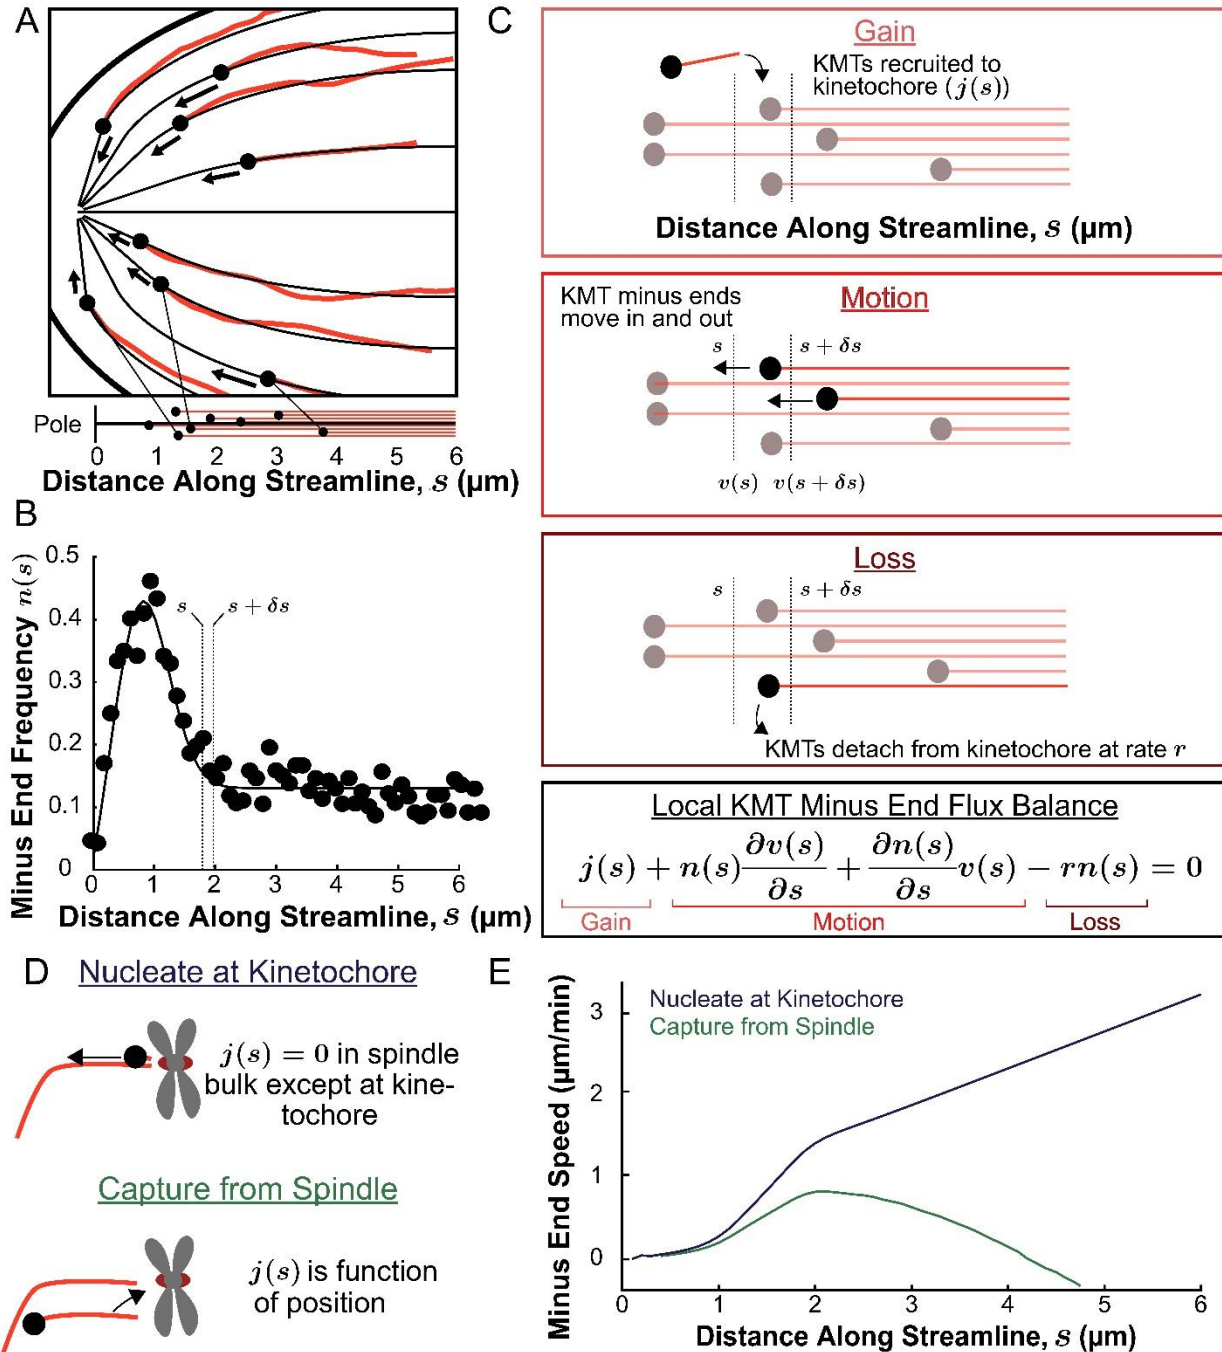 A
Pole
0 1 2 3 4 5 6
Distance Along Streamline, s (µm)
B
Minus End Frequency n(s)
0.5
0.4
0.3
0.2
0.1
0
s
s + δs
0 1 2 3 4 5 6
Distance Along Streamline, s (µm)
C
Gain
KMTs recruited to
kinetochore (j(s))
Distance Along Streamline, s (µm)
Motion
KMT minus ends
move in and out
s
s + δs
v(s) v(s + δs)
Loss
s
s + δs
KMTs detach from kinetochore at rate r
Local KMT Minus End Flux Balance
j(s) + n(s) ∂v(s)/∂s + ∂n(s)/∂s v(s) − rn(s) = 0
Gain
Motion
Loss
D
Nucleate at Kinetochore
j(s) = 0 in spindle
bulk except at kine-
tochore
Capture from Spindle
j(s) is function
of position
E
Minus End Speed (µm/min)
Nucleate at Kinetochore
Capture from Spindle
3
2
1
0
0 1 2 3 4 5 6
Distance Along Streamline, s (µm)